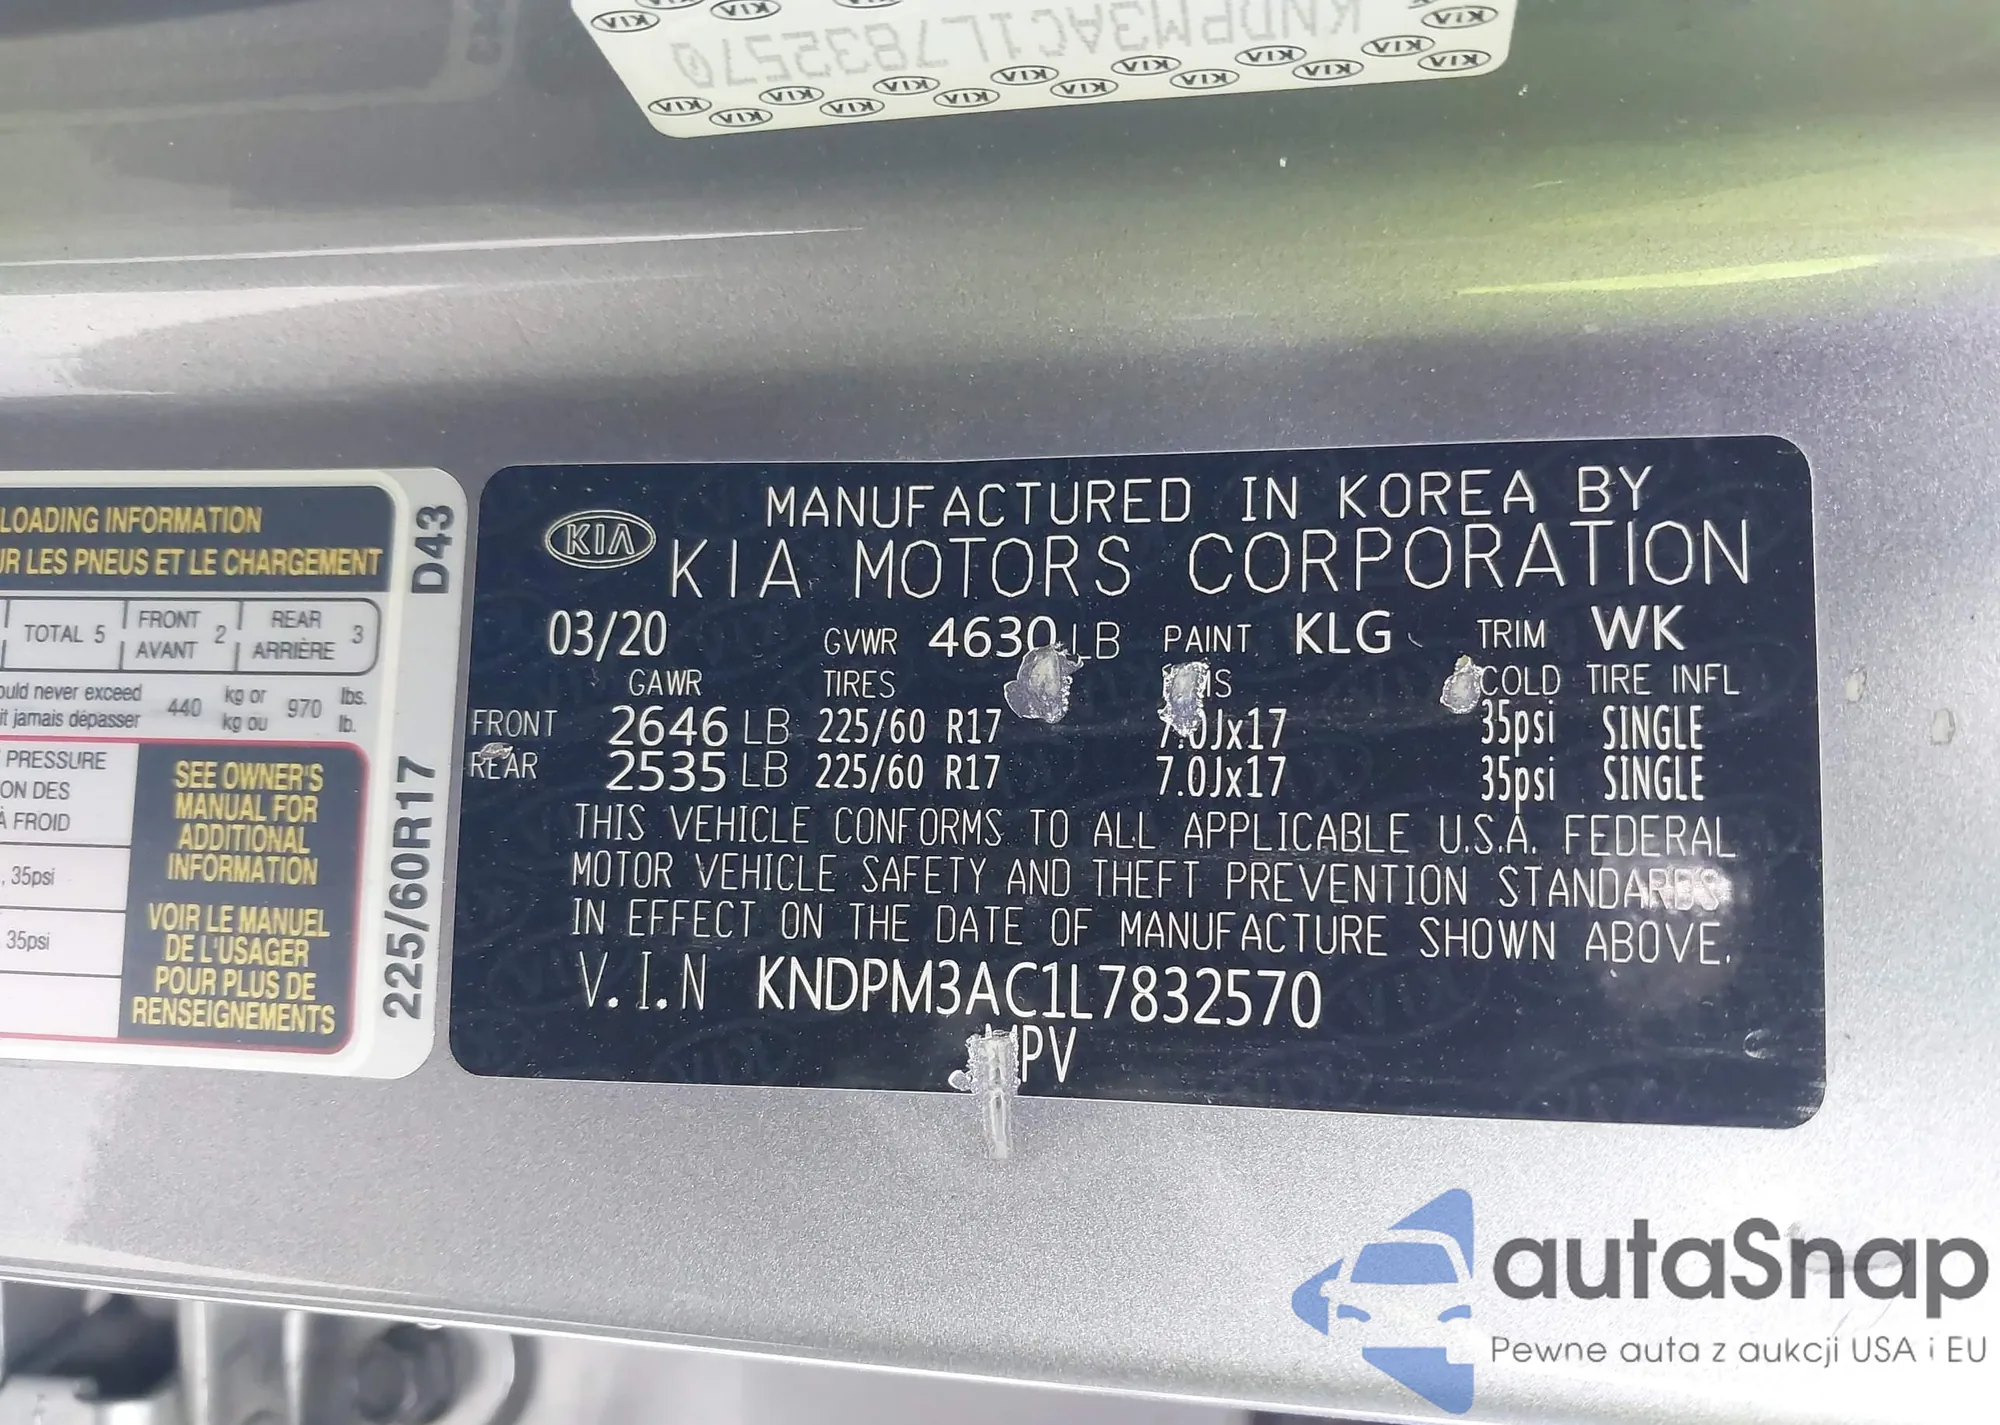 KNDPM3AC1L7832570
LOADING INFORMATION
UR LES PNEUS ET LE CHARGEMENT
TOTAL 5
FRONT
AVANT
2
REAR
ARRIÈRE
3
ould never exceed
it jamais dépasser
440
kg or
kg ou
970
lbs.
lb.
PRESSURE
ON DES
À FROID
, 35psi
35psi
SEE OWNER'S
MANUAL FOR
ADDITIONAL
INFORMATION
VOIR LE MANUEL
DE L'USAGER
POUR PLUS DE
RENSEIGNEMENTS
D43
225/60R17
KIA
MANUFACTURED IN KOREA BY
KIA MOTORS CORPORATION
03/20 GVWR 4630 LB PAINT KLG TRIM WK
GAWR TIRES COLD TIRE INFL
FRONT 2646 LB 225/60 R17 7.0Jx17 35psi SINGLE
REAR 2535 LB 225/60 R17 7.0Jx17 35psi SINGLE
THIS VEHICLE CONFORMS TO ALL APPLICABLE U.S.A. FEDERAL
MOTOR VEHICLE SAFETY AND THEFT PREVENTION STANDARDS
IN EFFECT ON THE DATE OF MANUFACTURE SHOWN ABOVE.
V.I.N KNDPM3AC1L7832570
MPV
autaSnap
Pewne auta z aukcji USA i EU